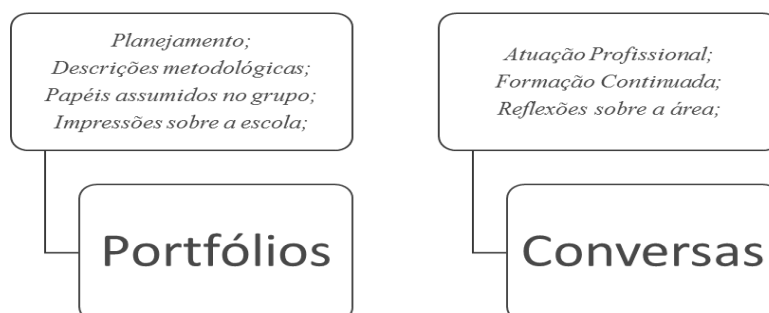 Planejamento;
Descrições metodológicas;
Papéis assumidos no grupo;
Impressões sobre a escola;
Portfólios
Atuação Profissional;
Formação Continuada;
Reflexões sobre a área;
Conversas